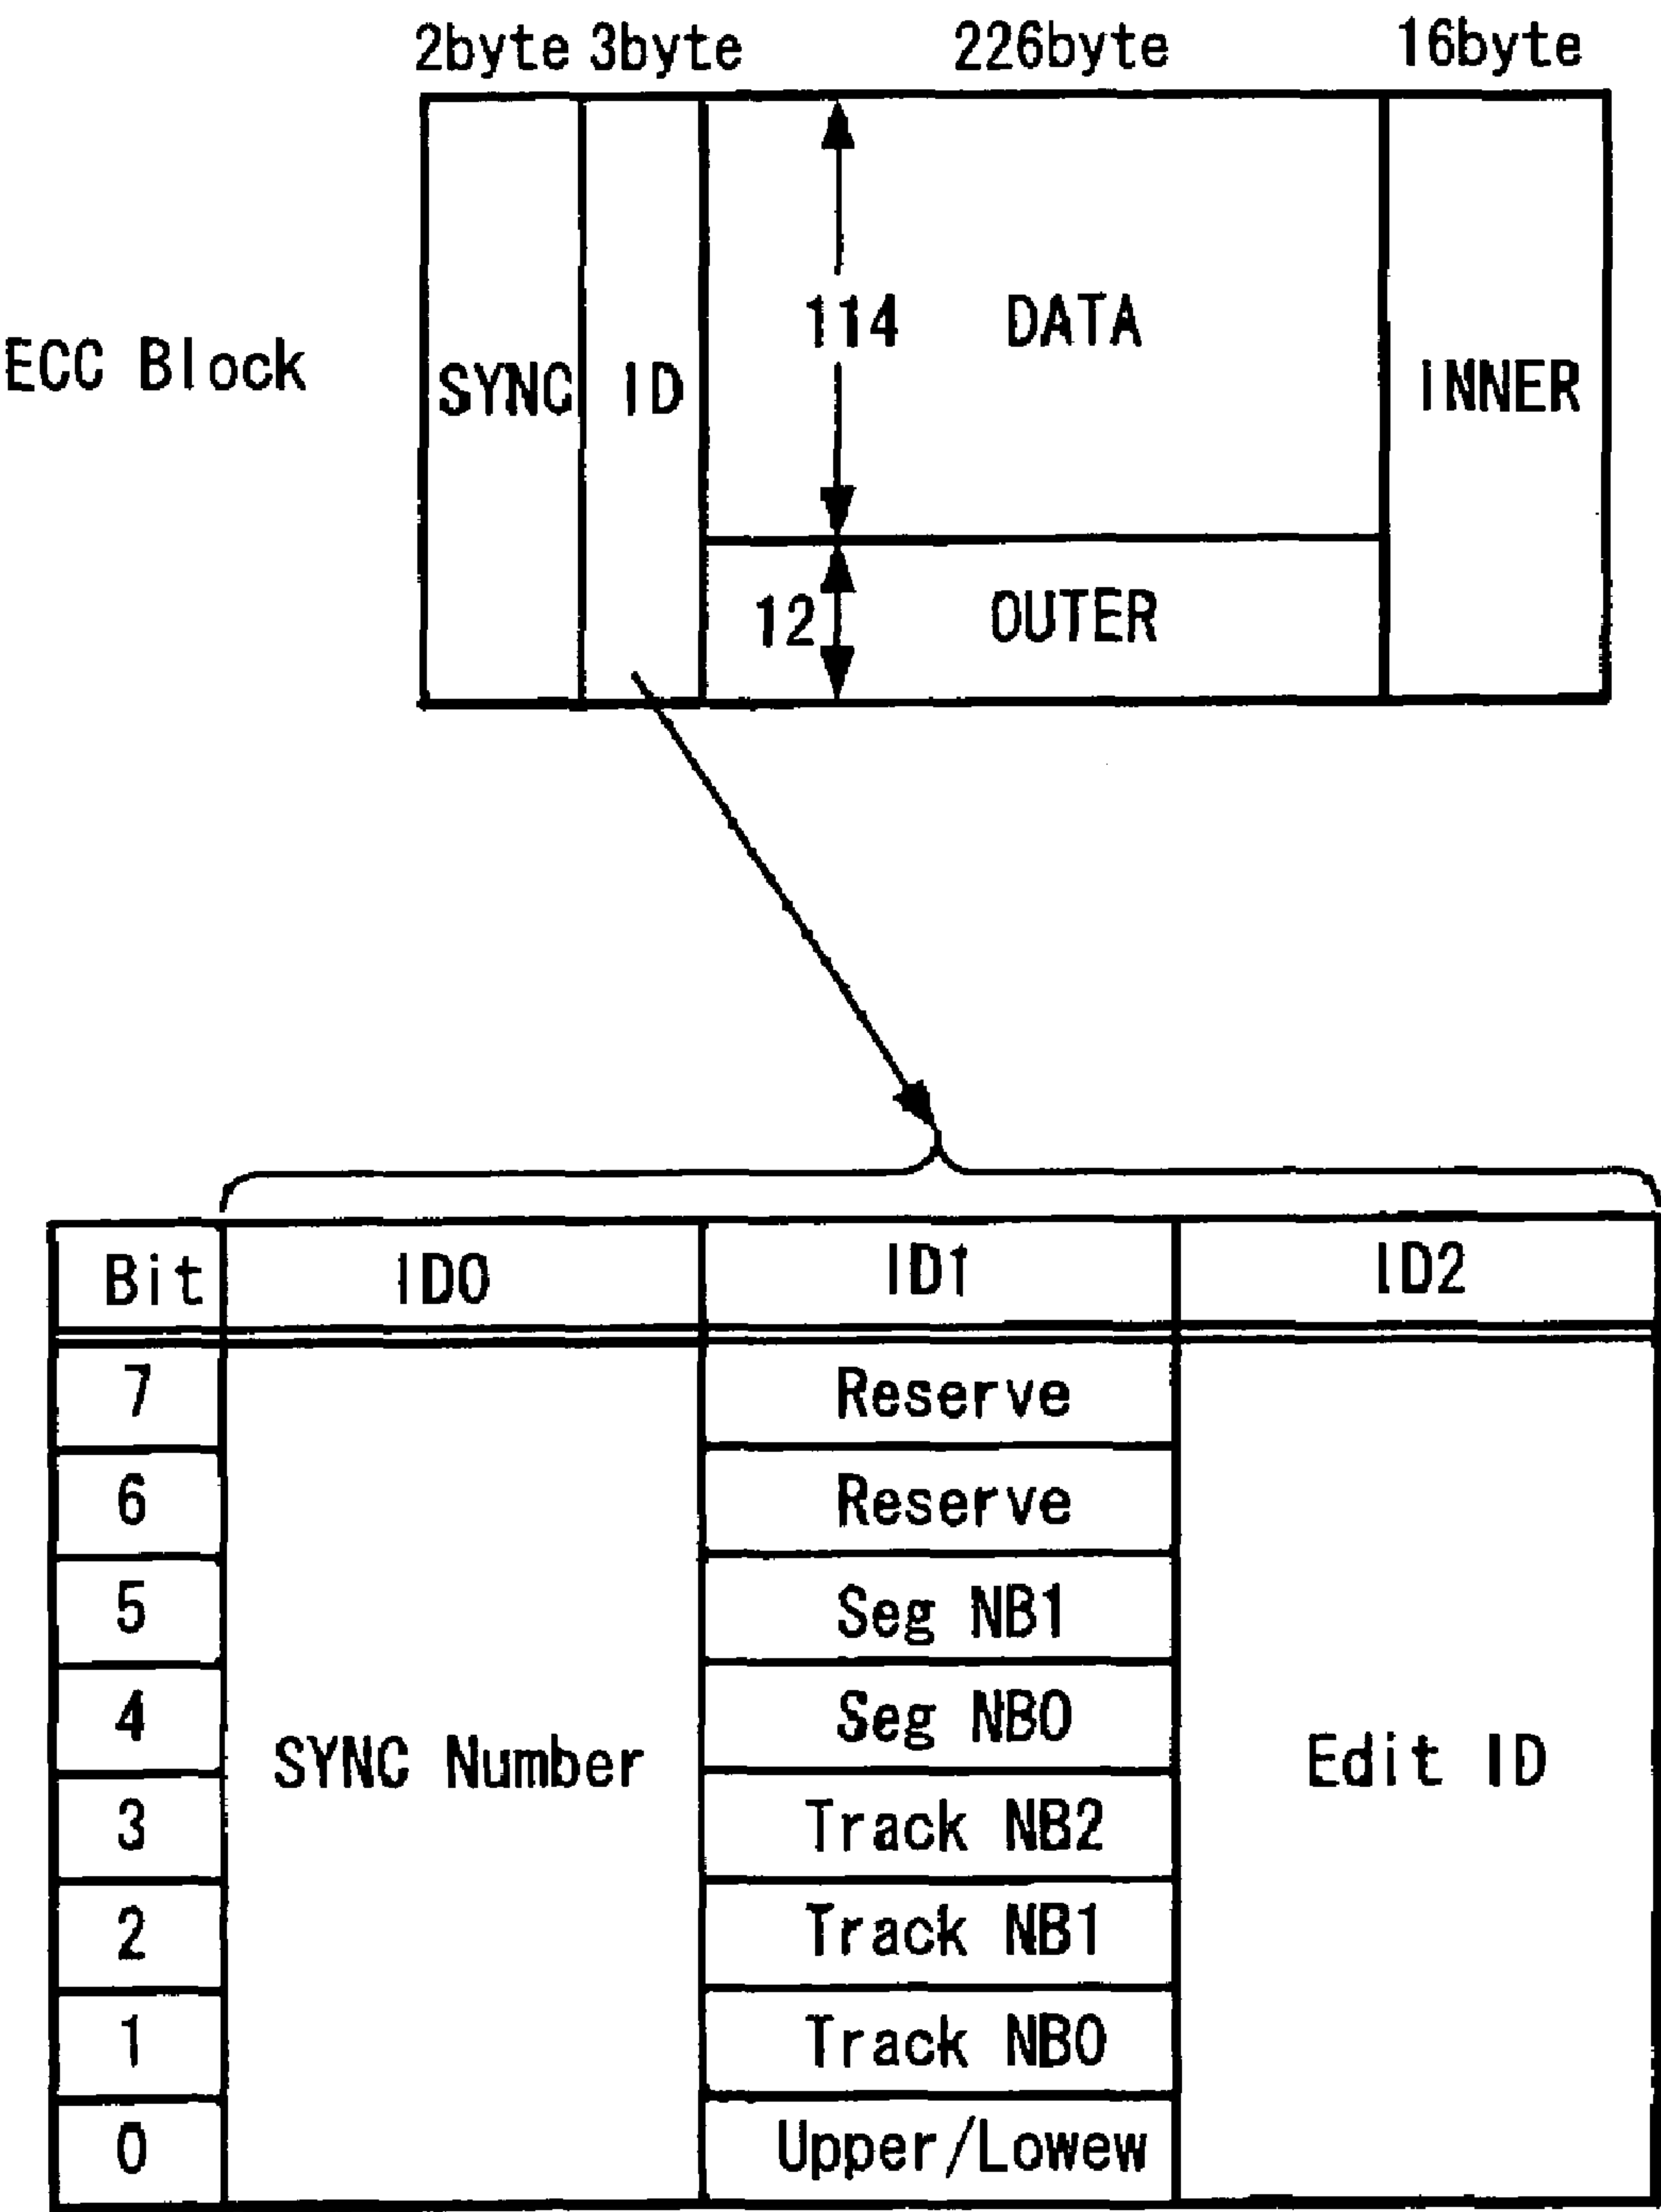 2byte 3byte 226byte 16byte
ECC Block
SYNC ID 114 DATA INNER
12 OUTER
Bit ID0 ID1 ID2
7 Reserve
6 Reserve
5 Seg NB1
4 Seg NB0
SYNC Number Edit ID
3 Track NB2
2 Track NB1
1 Track NB0
0 Upper/Lowew